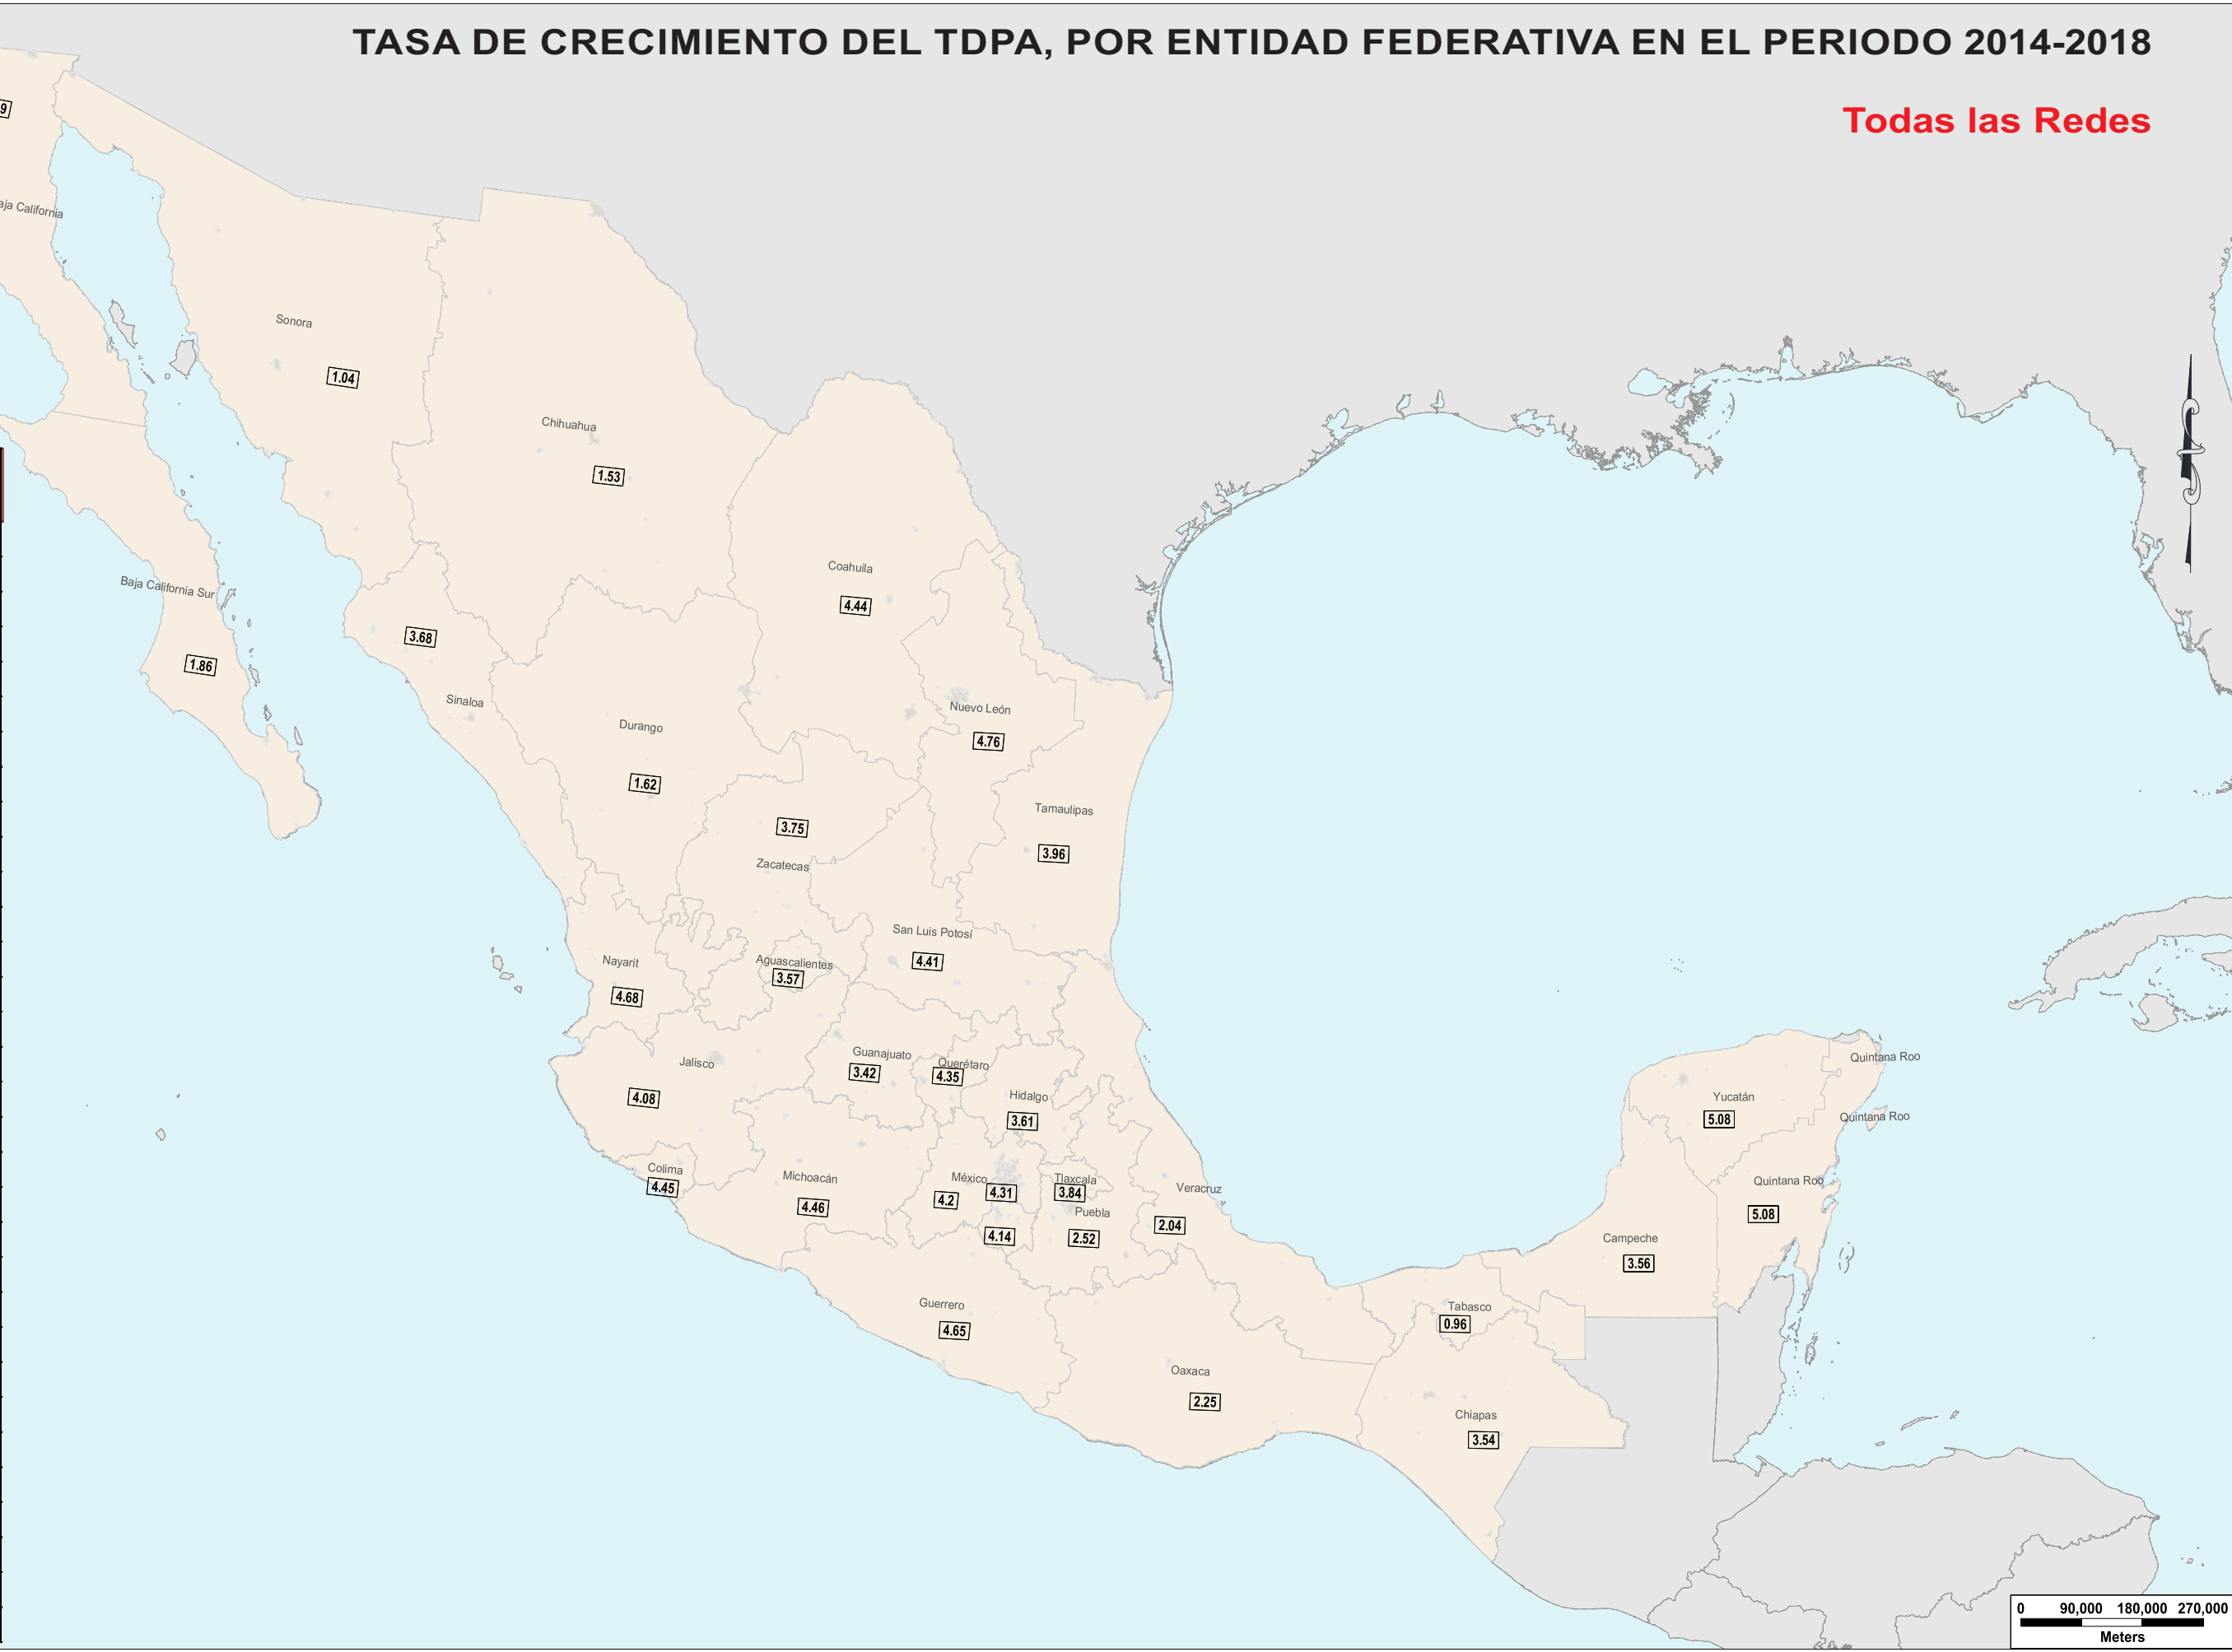 TASA DE CRECIMIENTO DEL TDPA, POR ENTIDAD FEDERATIVA EN EL PERIODO 2014-2018
Todas las Redes
Sonora
1.04
Chihuahua
1.53
Coahuila
4.44
Baja California Sur
1.86
3.68
Sinaloa
Nuevo León
4.76
Durango
1.62
Tamaulipas
3.96
3.75
Zacatecas
San Luis Potosí
4.41
Aguascalientes
3.57
Nayarit
4.68
Jalisco
4.08
Guanajuato
3.42
Querétaro
4.35
Hidalgo
3.61
Colima
4.45
Michoacán
4.46
México
4.2
4.31
4.14
Tlaxcala
3.84
Puebla
2.52
Veracruz
2.04
Guerrero
4.65
Oaxaca
2.25
Tabasco
0.96
Chiapas
3.54
Campeche
3.56
Yucatán
5.08
Quintana Roo
Quintana Roo
Quintana Roo
5.08
0 90,000 180,000 270,000
Meters